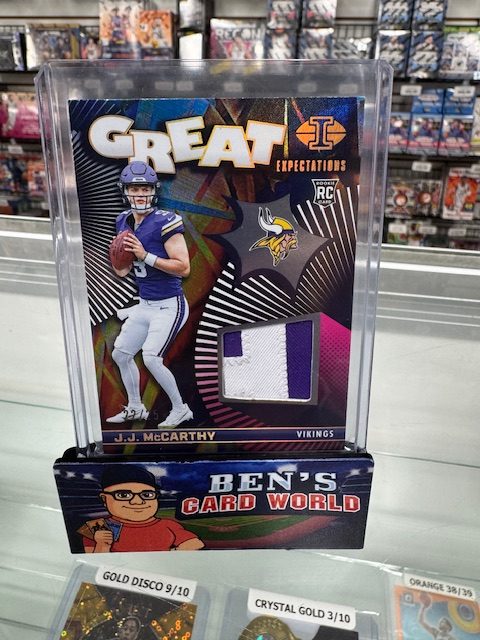 GREAT
I
EXPECTATIONS
ROOKIE
RC
CARD
J.J. McCARTHY
VIKINGS
BEN'S
CARD WORLD
GOLD DISCO 9/10
CRYSTAL GOLD 3/10
ORANGE 38/39